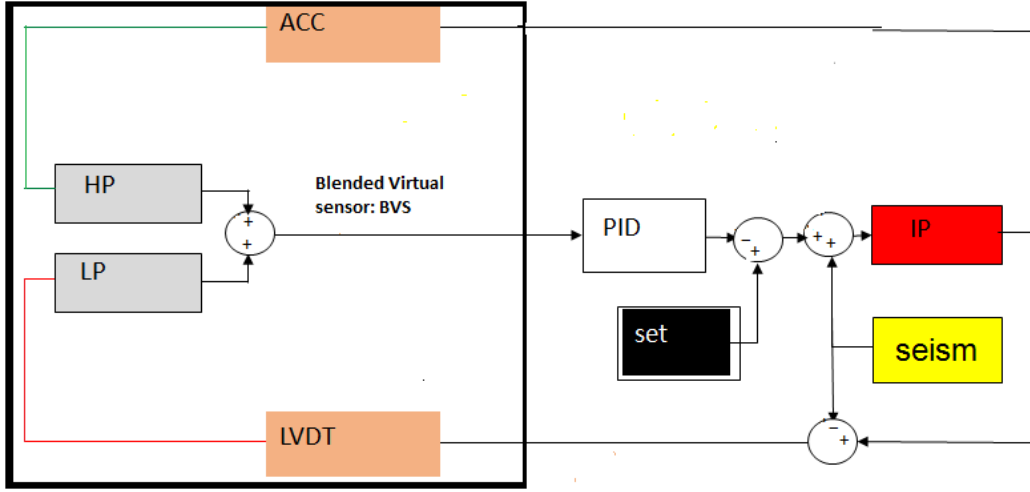 ACC
HP
Blended Virtual
sensor: BVS
+
+
LP
PID
−
+
+
+
IP
set
seism
LVDT
−
+